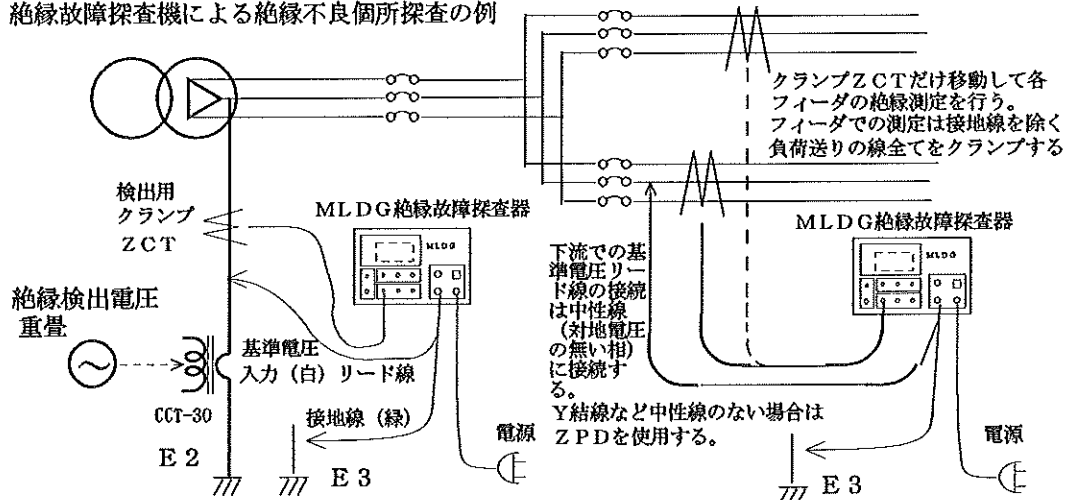 絶縁故障探査機による絶縁不良個所探査の例
クランプＺＣＴだけ移動して各
フィーダの絶縁測定を行う。
フィーダでの測定は接地線を除く
負荷送りの線全てをクランプする
検出用
クランプ
ＺＣＴ
ＭＬＤＧ絶縁故障探査器
MLDG
絶縁検出電圧
重畳
基準電圧
入力（白）リード線
CCT-30
接地線（緑）
電源
Ｅ２
Ｅ３
下流での基
準電圧リー
ド線の接続
は中性線
（対地電圧
の無い相）
に接続す
る。
Ｙ結線など中性線のない場合は
ＺＰＤを使用する。
ＭＬＤＧ絶縁故障探査器
MLDG
電源
Ｅ３